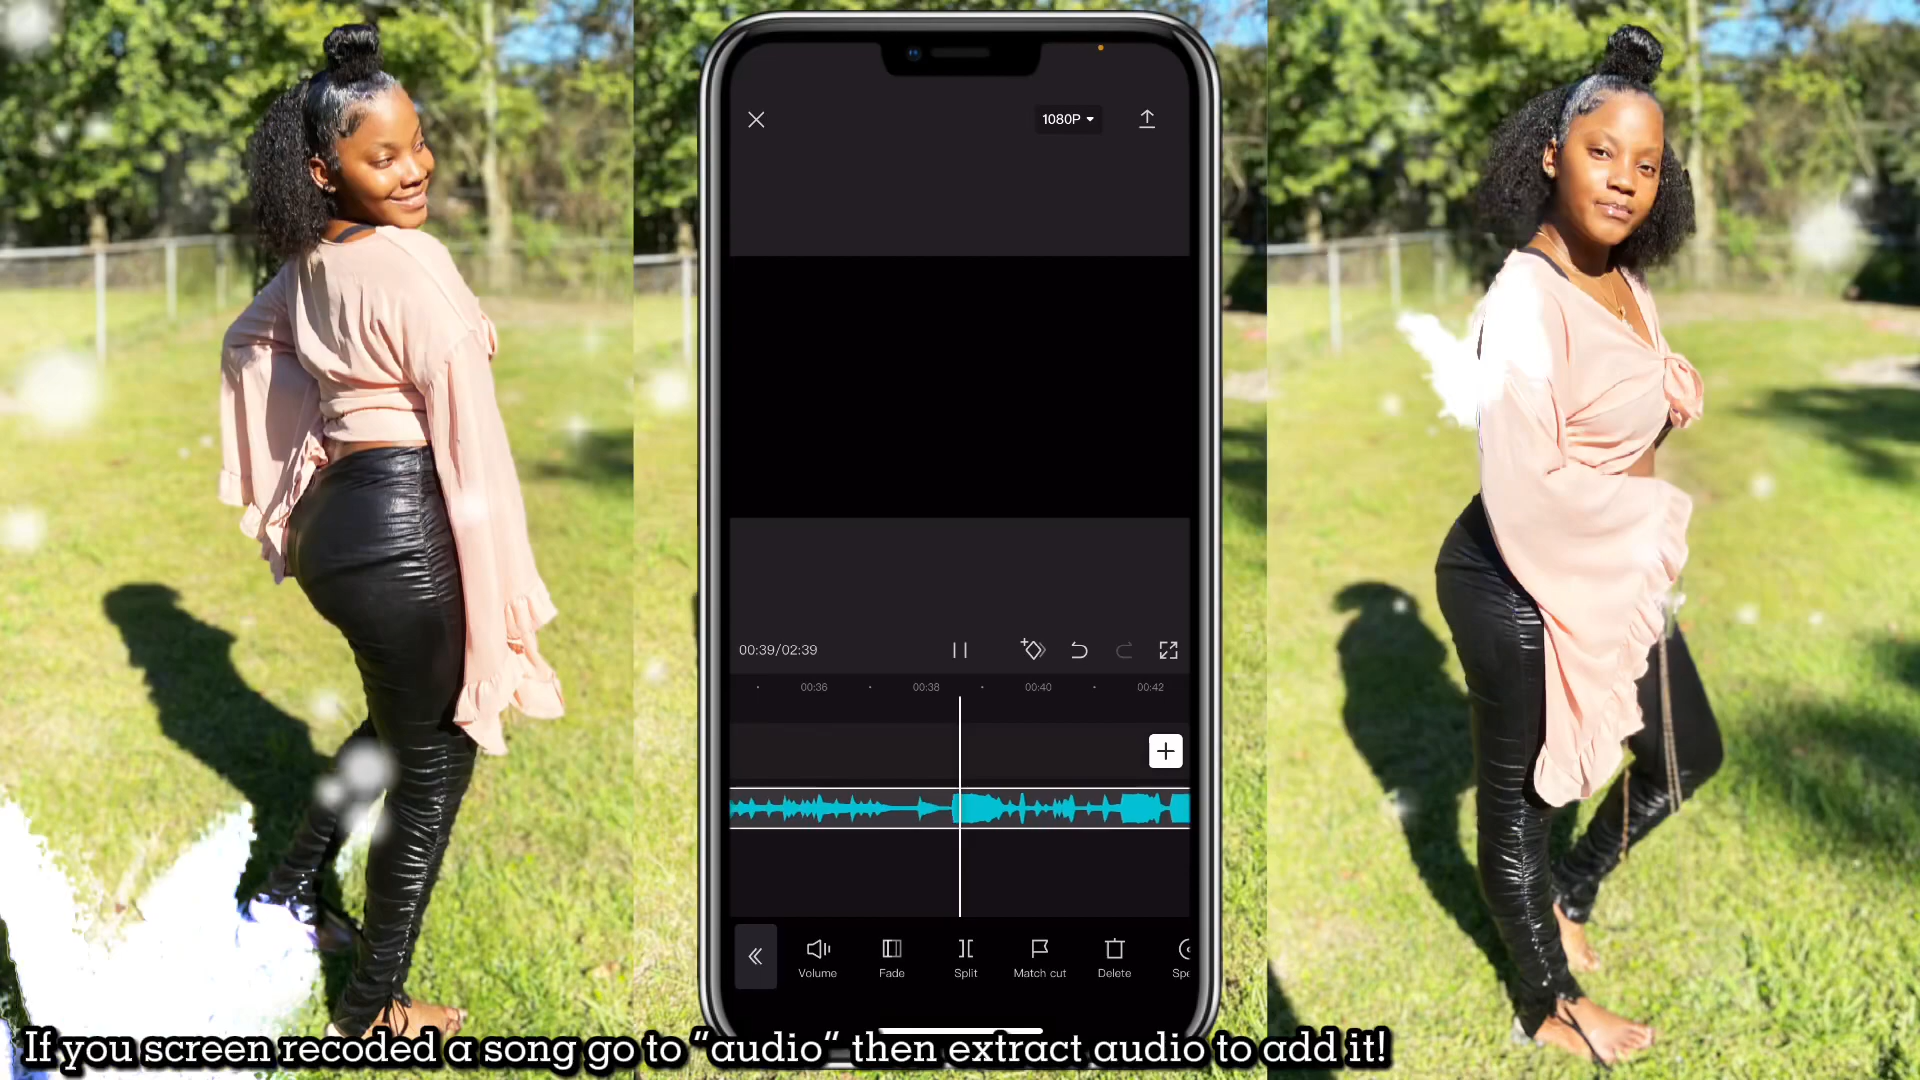 1080P
00:39/02:39
00:36 00:38 00:40 00:42
Volume Fade Split Match cut Delete Spe
If you screen recoded a song go to “audio” then extract audio to add it!